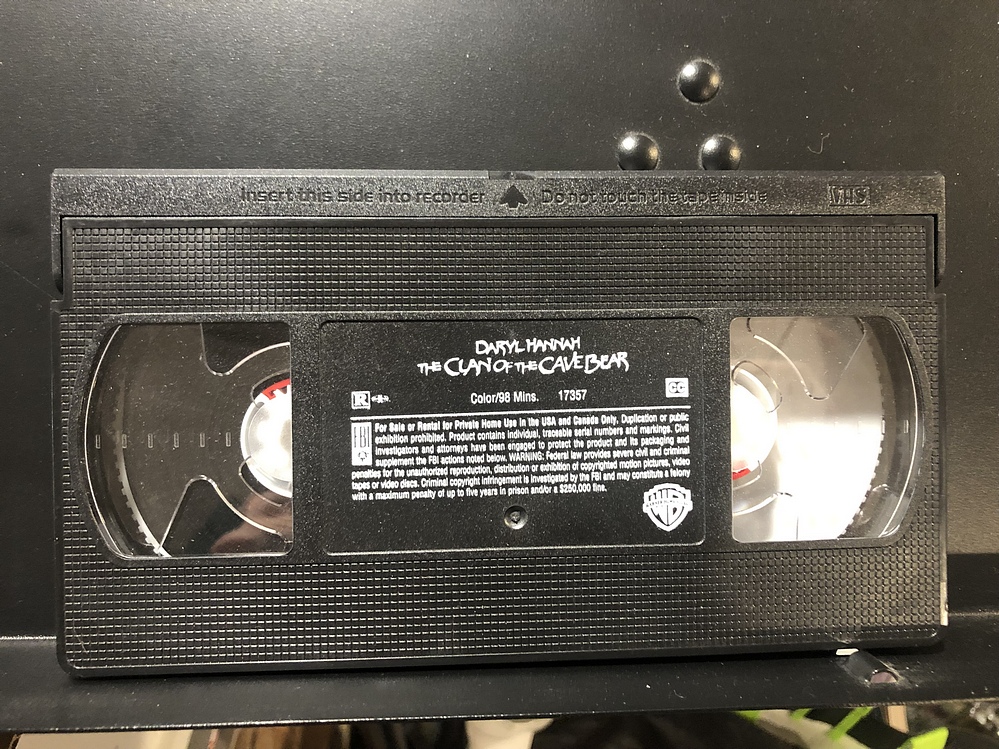 Insert this side into recorder Do not touch the tape inside VHS
DARYL HANNAH
THE CLAN OF THE CAVE BEAR
R Color/98 Mins. 17357 CC
FBI For Sale or Rental for Private Home Use in the USA and Canada Only. Duplication or public
exhibition prohibited. Product contains individual, traceable serial numbers and markings. Civil
investigators and attorneys have been engaged to protect the product and its packaging and
supplement the FBI actions noted below. WARNING: Federal law provides severe civil and criminal
penalties for the unauthorized reproduction, distribution or exhibition of copyrighted motion pictures, video
tapes or video discs. Criminal copyright infringement is investigated by the FBI and may constitute a felony
with a maximum penalty of up to five years in prison and/or a $250,000 fine.
WB